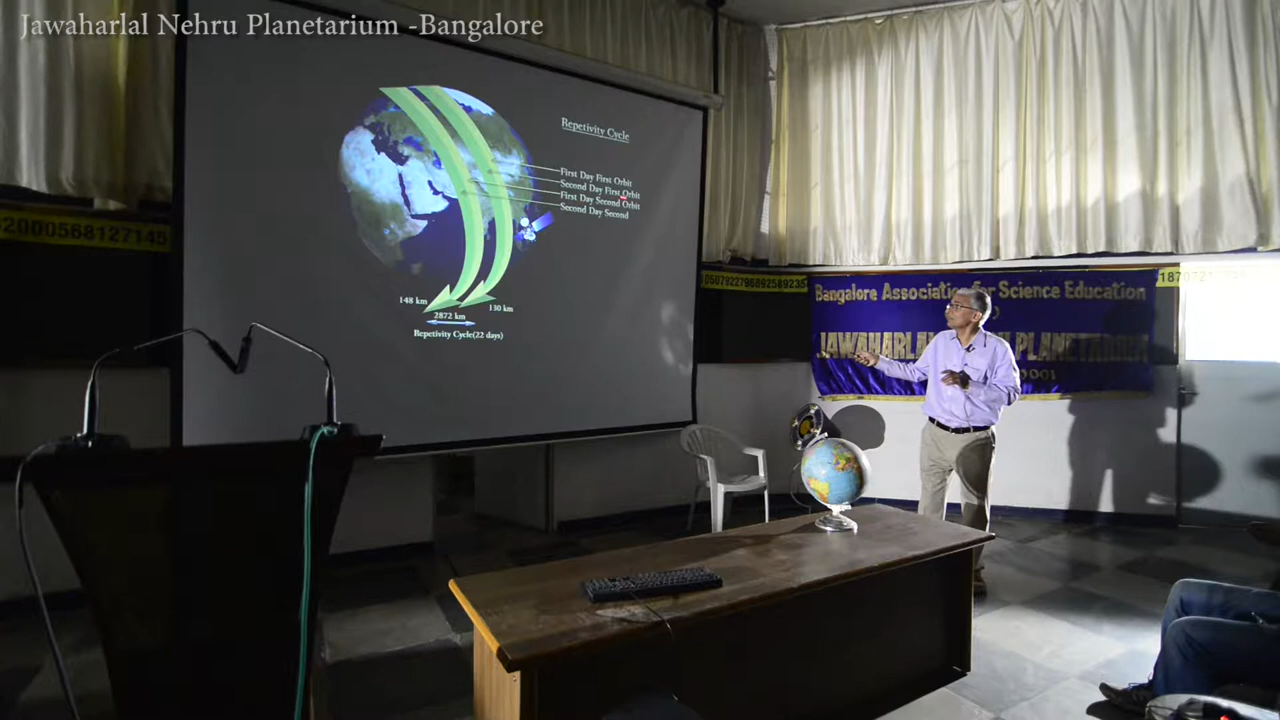 Jawaharlal Nehru Planetarium -Bangalore
Repetivity Cycle
First Day First Orbit
Second Day First Orbit
First Day Second Orbit
Second Day Second
148 km
130 km
2872 km
Repetivity Cycle(22 days)
62000568127145
Bangalore Association for Science Education
JAWAHARLAL PLANETARIUM